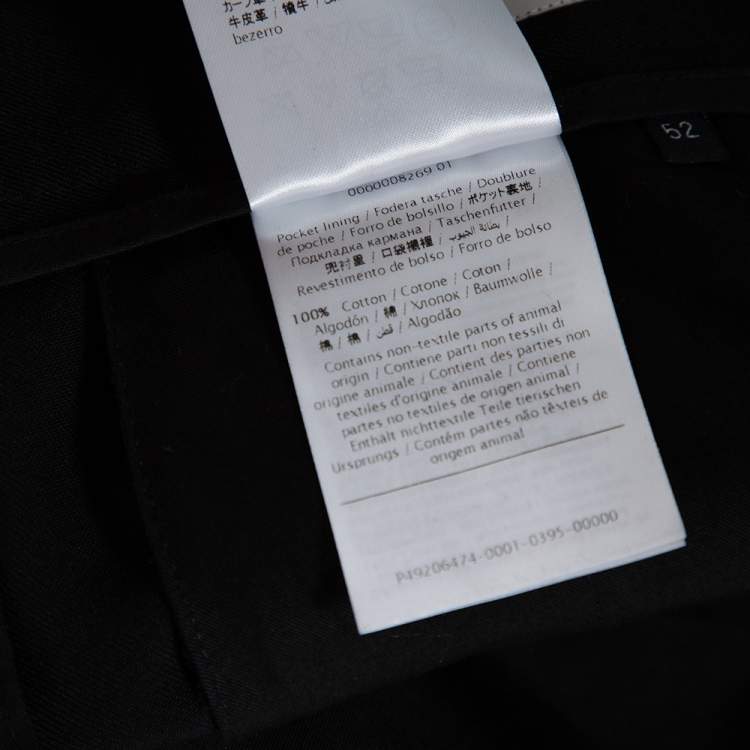 牛皮革 / 犢牛 /
bezerro
52
0000008269 01
Pocket lining / Fodera tasche / Doublure
de poche / Forro de bolsillo / ポケット裏地 /
Подкладка кармана / Taschenfutter /
兜衬里 / 口袋襯裡 / بطانة الجيوب /
Revestimento de bolso / Forro de bolso
100% Cotton / Cotone / Coton /
Algodón / 綿 / Хлопок / Baumwolle /
棉 / 棉 / قطن / Algodão
Contains non-textile parts of animal
origin / Contiene parti non tessili di
origine animale / Contient des parties non
textiles d'origine animale / Contiene
partes no textiles de origen animal /
Enthält nichttextile Teile tierischen
Ursprungs / Contém partes não têxteis de
origem animal
P49206474-0001-0395-00000